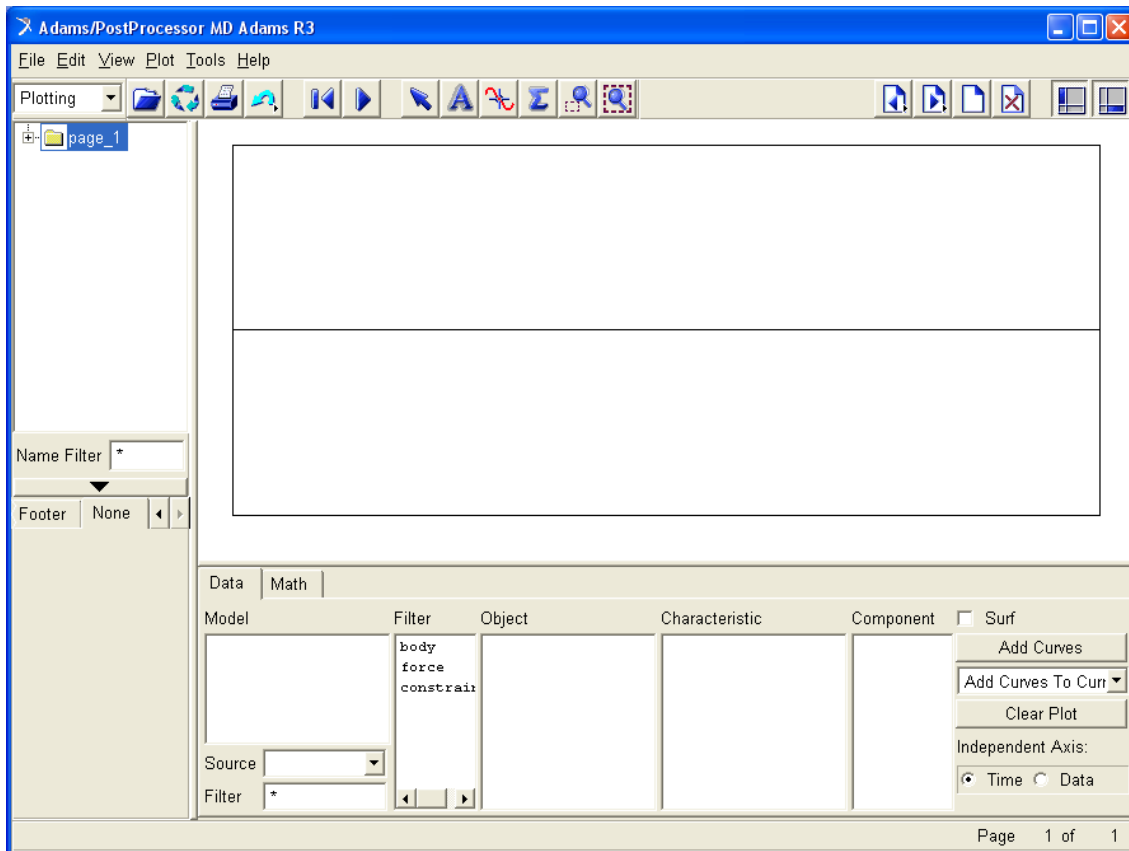 Adams/PostProcessor MD Adams R3
File Edit View Plot Tools Help
Plotting
page_1
Name Filter *
Footer None
Data Math
Model Filter Object Characteristic Component Surf
body
force
constrain
Add Curves
Add Curves To Curr
Clear Plot
Independent Axis:
Source
Time Data
Filter *
Page 1 of 1